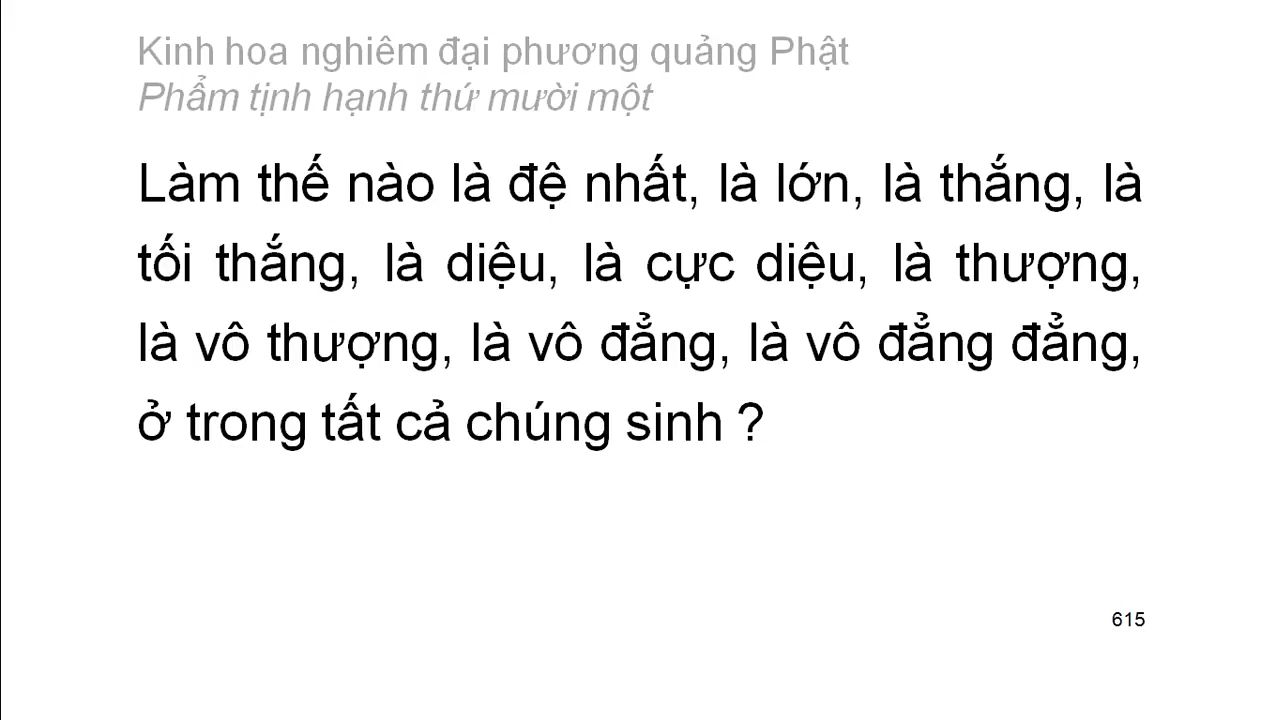 Kinh hoa nghiêm đại phương quảng Phật
Phẩm tịnh hạnh thứ mười một
Làm thế nào là đệ nhất, là lớn, là thắng, là
tối thắng, là diệu, là cực diệu, là thượng,
là vô thượng, là vô đẳng, là vô đẳng đẳng,
ở trong tất cả chúng sinh ?
615